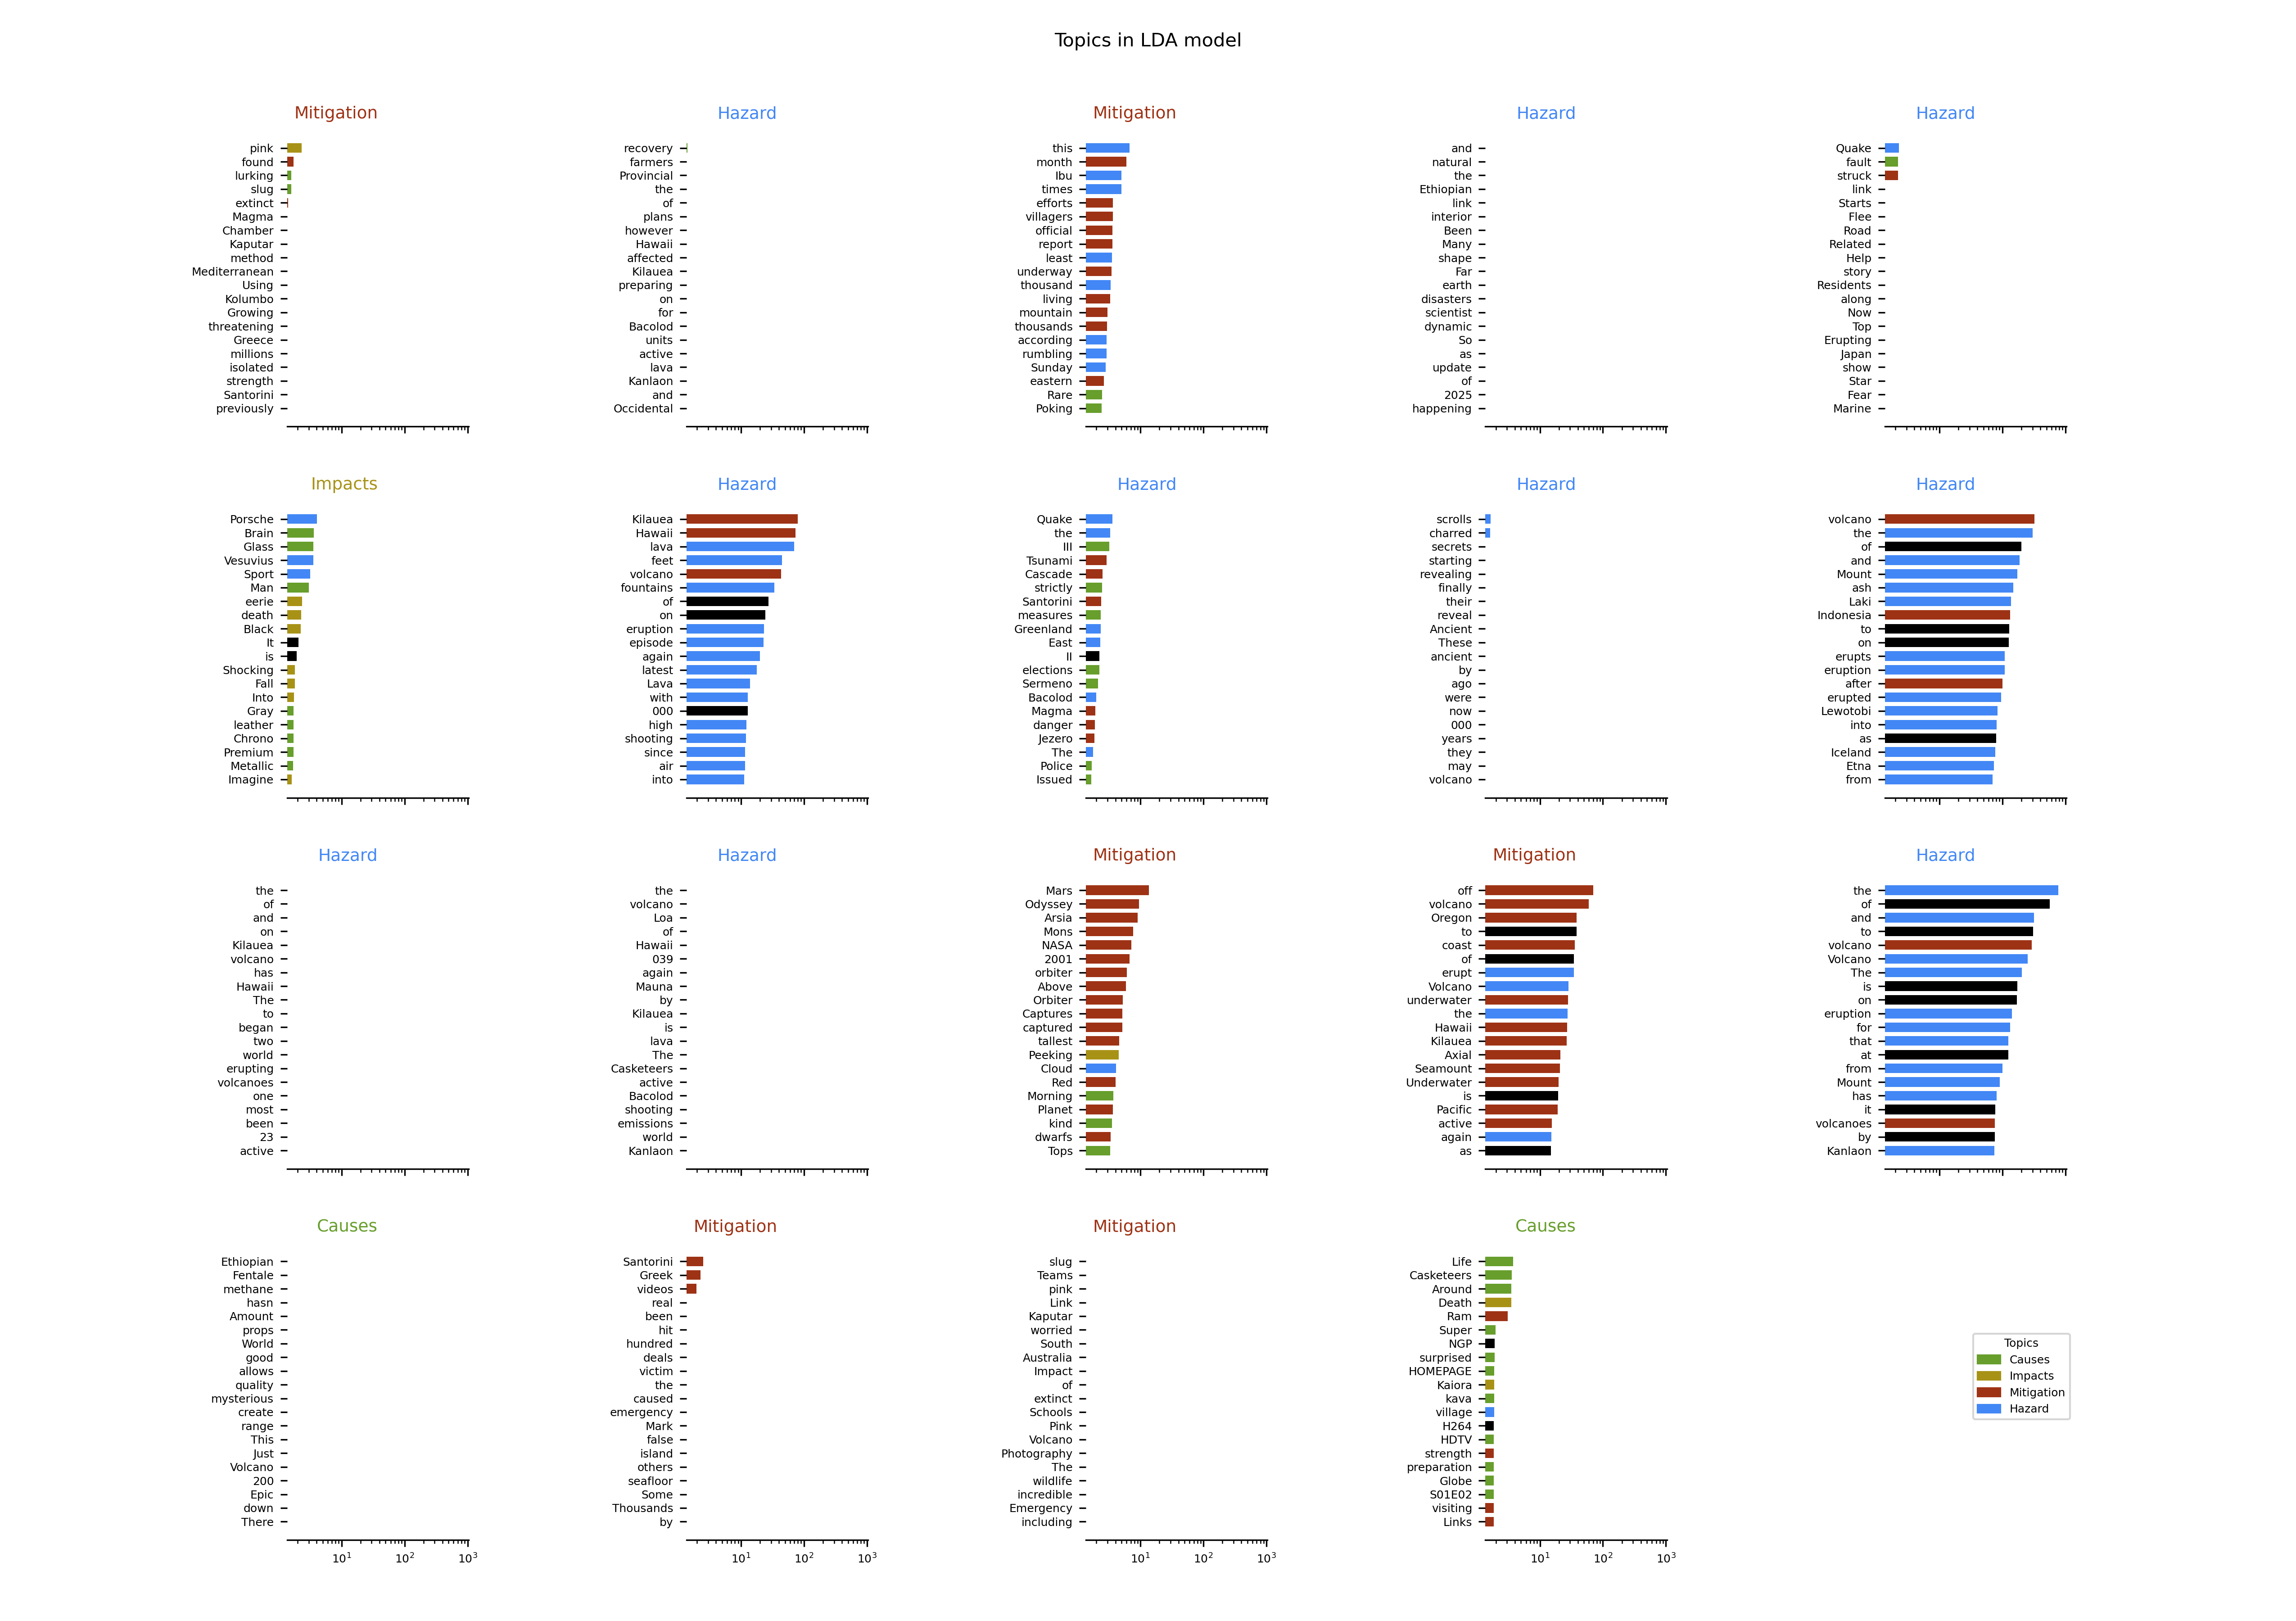 Topics in LDA model
Mitigation
pink
found
lurking
slug
extinct
Magma
Chamber
Kaputar
method
Mediterranean
Using
Kolumbo
Growing
threatening
Greece
millions
isolated
strength
Santorini
previously
Hazard
recovery
farmers
Provincial
the
of
plans
however
Hawaii
affected
Kilauea
preparing
on
for
Bacolod
units
active
lava
Kanlaon
and
Occidental
Mitigation
this
month
Ibu
times
efforts
villagers
official
report
least
underway
thousand
living
mountain
thousands
according
rumbling
Sunday
eastern
Rare
Poking
Hazard
and
natural
the
Ethiopian
link
interior
Been
Many
shape
Far
earth
disasters
scientist
dynamic
So
as
update
of
2025
happening
Hazard
Quake
fault
struck
link
Starts
Flee
Road
Related
Help
story
Residents
along
Now
Top
Erupting
Japan
show
Star
Fear
Marine
Impacts
Porsche
Brain
Glass
Vesuvius
Sport
Man
eerie
death
Black
It
is
Shocking
Fall
Into
Gray
leather
Chrono
Premium
Metallic
Imagine
Hazard
Kilauea
Hawaii
lava
feet
volcano
fountains
of
on
eruption
episode
again
latest
Lava
with
000
high
shooting
since
air
into
Hazard
Quake
the
III
Tsunami
Cascade
strictly
Santorini
measures
Greenland
East
II
elections
Sermeno
Bacolod
Magma
danger
Jezero
The
Police
Issued
Hazard
scrolls
charred
secrets
starting
revealing
finally
their
reveal
Ancient
These
ancient
by
ago
were
now
000
years
they
may
volcano
Hazard
volcano
the
of
and
Mount
ash
Laki
Indonesia
to
on
erupts
eruption
after
erupted
Lewotobi
into
as
Iceland
Etna
from
Hazard
the
of
and
on
Kilauea
volcano
has
Hawaii
The
to
began
two
world
erupting
volcanoes
one
most
been
23
active
Hazard
the
volcano
Loa
of
Hawaii
039
again
Mauna
by
Kilauea
is
lava
The
Casketeers
active
Bacolod
shooting
emissions
world
Kanlaon
Mitigation
Mars
Odyssey
Arsia
Mons
NASA
2001
orbiter
Above
Orbiter
Captures
captured
tallest
Peeking
Cloud
Red
Morning
Planet
kind
dwarfs
Tops
Mitigation
off
volcano
Oregon
to
coast
of
erupt
Volcano
underwater
the
Hawaii
Kilauea
Axial
Seamount
Underwater
is
Pacific
active
again
as
Hazard
the
of
and
to
volcano
Volcano
The
is
on
eruption
for
that
at
from
Mount
has
it
volcanoes
by
Kanlaon
Causes
Ethiopian
Fentale
methane
hasn
Amount
props
World
good
allows
quality
mysterious
create
range
This
Just
Volcano
200
Epic
down
There
10¹ 10² 10³
Mitigation
Santorini
Greek
videos
real
been
hit
hundred
deals
victim
the
caused
emergency
Mark
false
island
others
seafloor
Some
Thousands
by
10¹ 10² 10³
Mitigation
slug
Teams
pink
Link
Kaputar
worried
South
Australia
Impact
of
extinct
Schools
Pink
Volcano
Photography
The
wildlife
incredible
Emergency
including
10¹ 10² 10³
Causes
Life
Casketeers
Around
Death
Ram
Super
NGP
surprised
HOMEPAGE
Kaiora
kava
village
H264
HDTV
strength
preparation
Globe
S01E02
visiting
Links
10¹ 10² 10³
Topics
Causes
Impacts
Mitigation
Hazard